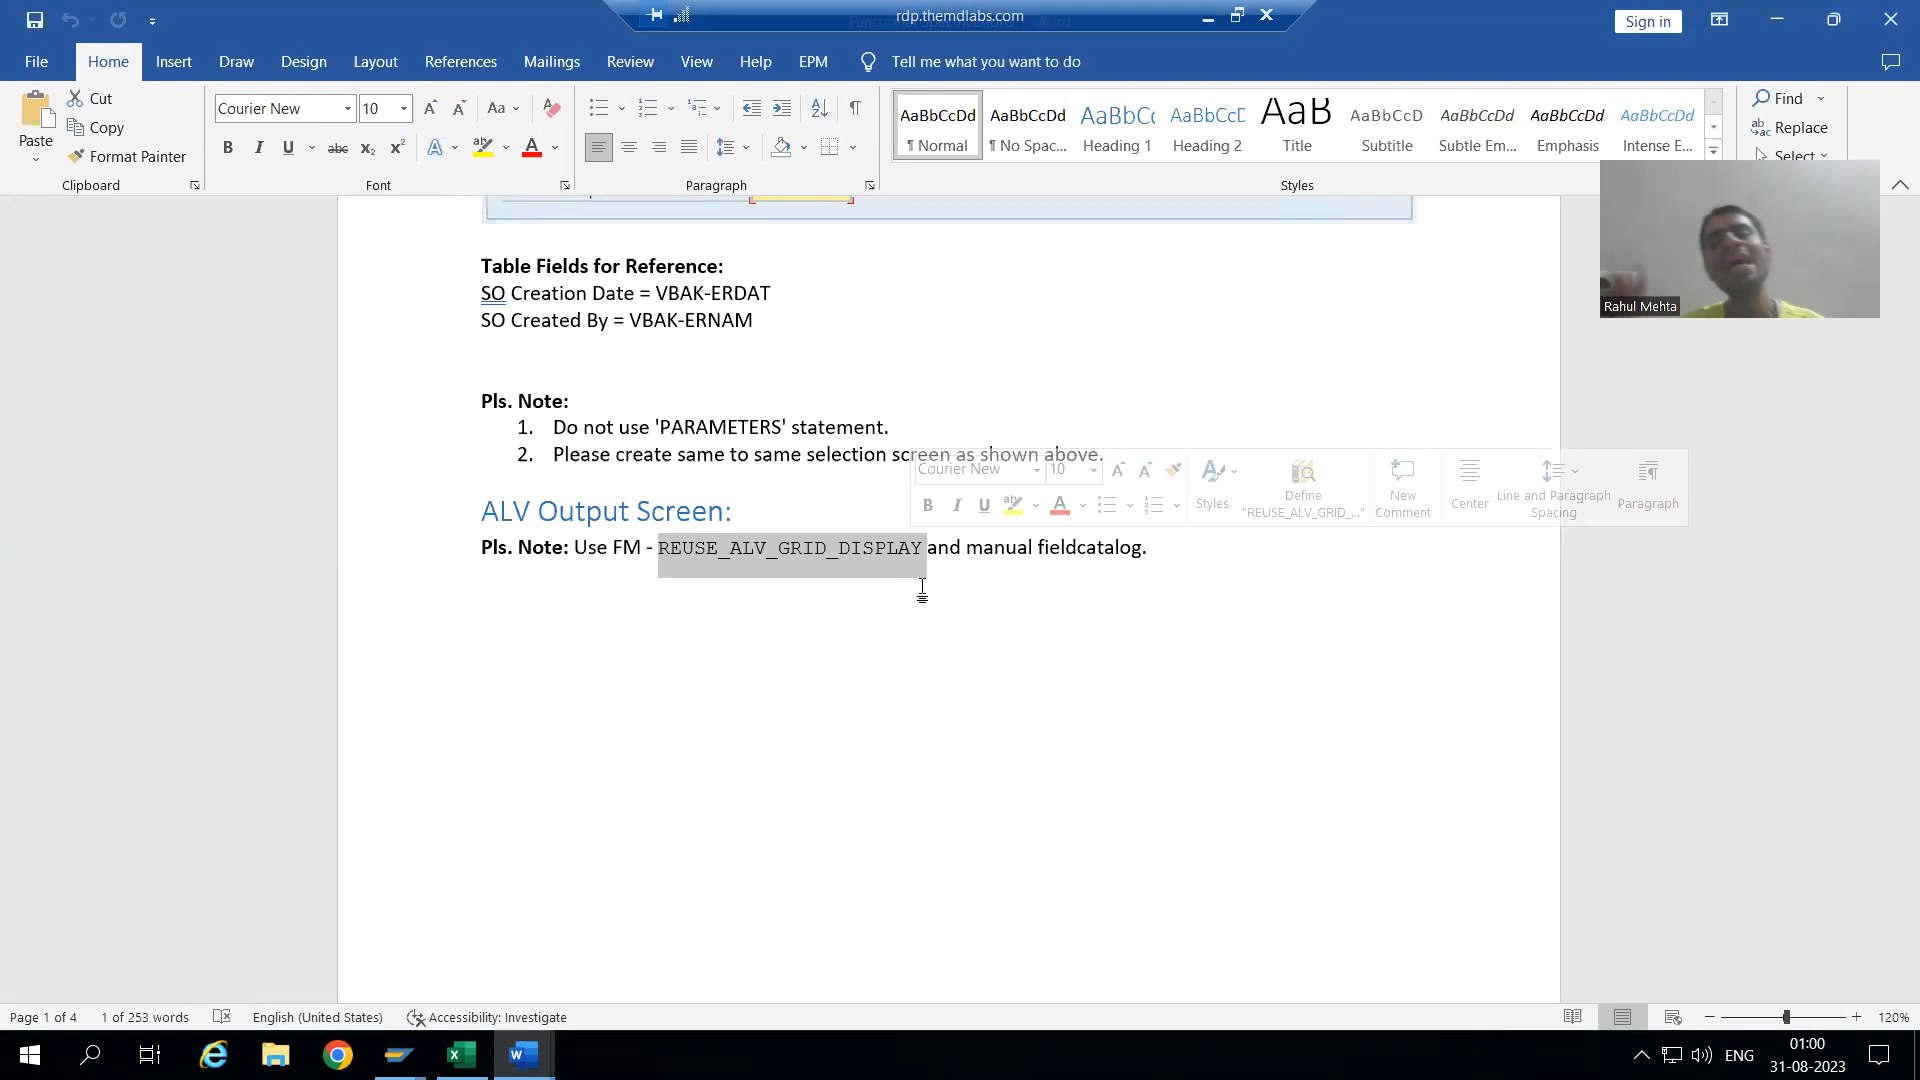 rdp.themdlabs.com
Sign in
File Home Insert Draw Design Layout References Mailings Review View Help EPM Tell me what you want to do
Paste
Cut
Copy
Format Painter
Clipboard
Courier New 10
Aa
B I U abc x₂ x²
Font
Paragraph
AaBbCcDd AaBbCcDd AaBbC AaBbCcC AaB AaBbCcD AaBbCcDd AaBbCcDd AaBbCcDd
¶ Normal ¶ No Spac... Heading 1 Heading 2 Title Subtitle Subtle Em... Emphasis Intense E...
Styles
Find
Replace
Select
Rahul Mehta
Table Fields for Reference:
SO Creation Date = VBAK-ERDAT
SO Created By = VBAK-ERNAM
Pls. Note:
1. Do not use 'PARAMETERS' statement.
2. Please create same to same selection screen as shown above.
Courier New 10
B I U
Styles
Define "REUSE_ALV_GRID_..."
New Comment
Center
Line and Paragraph Spacing
Paragraph
ALV Output Screen:
Pls. Note: Use FM - REUSE_ALV_GRID_DISPLAY and manual fieldcatalog.
Page 1 of 4 1 of 253 words English (United States) Accessibility: Investigate 120%
ENG
01:00
31-08-2023